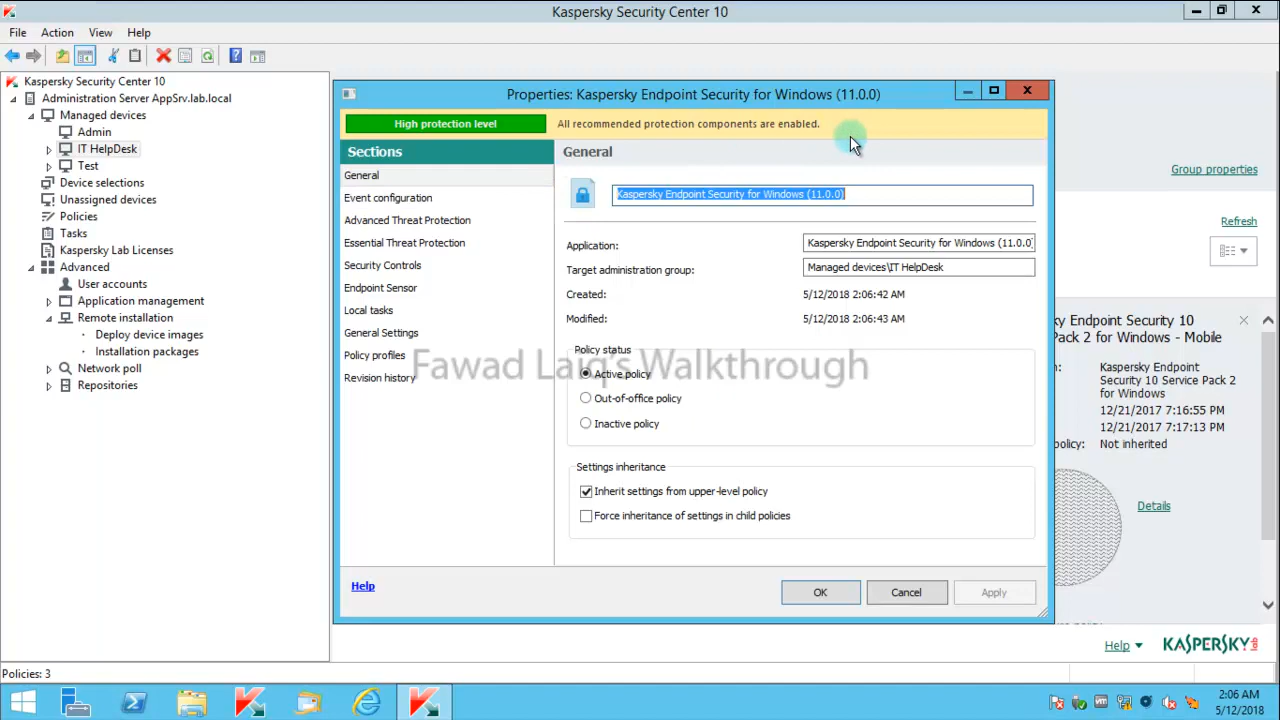 Kaspersky Security Center 10
File Action View Help
Kaspersky Security Center 10
Administration Server AppSrv.lab.local
Managed devices
Admin
IT HelpDesk
Test
Device selections
Unassigned devices
Policies
Tasks
Kaspersky Lab Licenses
Advanced
User accounts
Application management
Remote installation
Deploy device images
Installation packages
Network poll
Repositories
Properties: Kaspersky Endpoint Security for Windows (11.0.0)
High protection level
All recommended protection components are enabled.
Sections
General
Event configuration
Advanced Threat Protection
Essential Threat Protection
Security Controls
Endpoint Sensor
Local tasks
General Settings
Policy profiles
Revision history
General
Kaspersky Endpoint Security for Windows (11.0.0)
Application: Kaspersky Endpoint Security for Windows (11.0.0)
Target administration group: Managed devices\IT HelpDesk
Created: 5/12/2018 2:06:42 AM
Modified: 5/12/2018 2:06:43 AM
Policy status
Active policy
Out-of-office policy
Inactive policy
Fawad Laiq's Walkthrough
Settings inheritance
Inherit settings from upper-level policy
Force inheritance of settings in child policies
Help
OK Cancel Apply
Group properties
Refresh
ky Endpoint Security 10
Pack 2 for Windows - Mobile
Kaspersky Endpoint
Security 10 Service Pack 2
for Windows
12/21/2017 7:16:55 PM
12/21/2017 7:17:13 PM
policy: Not inherited
Details
Help
KASPERSKY lab
Policies: 3
2:06 AM
5/12/2018